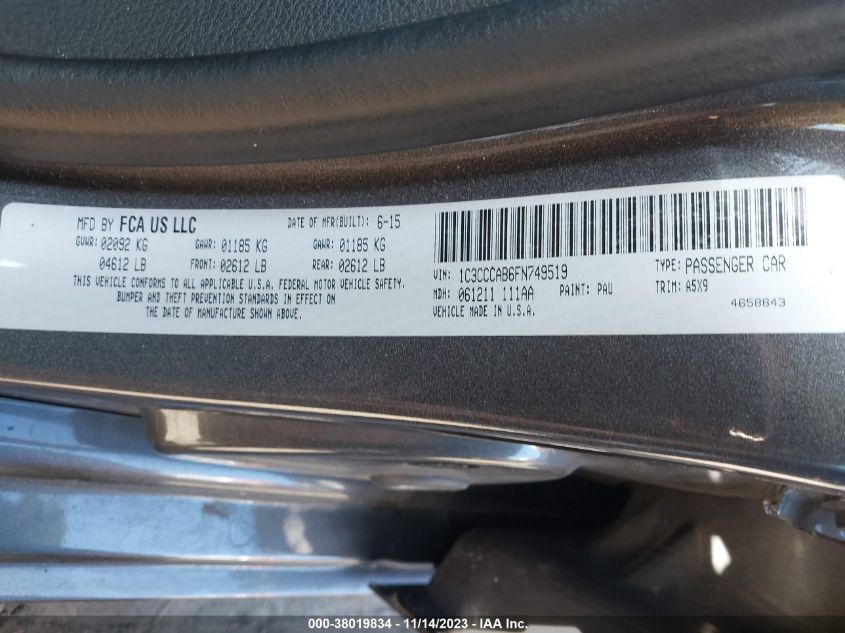 MFD BY FCA US LLC DATE OF MFR(BUILT): 6-15
GVWR: 02092 KG GAWR: 01185 KG GAWR: 01185 KG
04612 LB FRONT: 02612 LB REAR: 02612 LB
THIS VEHICLE CONFORMS TO ALL APPLICABLE U.S.A. FEDERAL MOTOR VEHICLE SAFETY,
BUMPER AND THEFT PREVENTION STANDARDS IN EFFECT ON
THE DATE OF MANUFACTURE SHOWN ABOVE.
VIN: 1C3CCCAB6FN749519 TYPE: PASSENGER CAR
MDH: 061211 111AA PAINT: PAU TRIM: A5X9
VEHICLE MADE IN U.S.A. 4658843
000-38019834 - 11/14/2023 - IAA Inc.